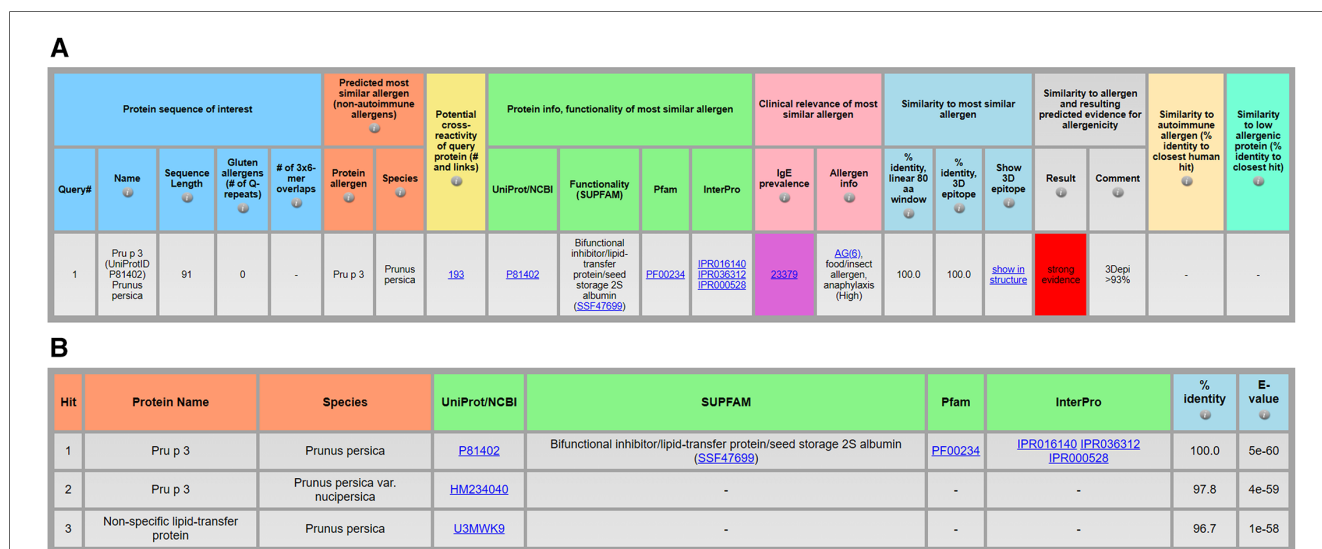 A
Protein sequence of interest
Predicted most
similar allergen
(non-autoimmune
allergens)
Potential
cross-
reactivity
of query
protein (#
and links)
Protein info, functionality of most similar allergen
Clinical relevance of most
similar allergen
Similarity to most similar
allergen
Similarity to allergen
and resulting
predicted evidence for
allergenicity
Similarity to
autoimmune
allergen (%
identity to
closest human
hit)
Similarity
to low
allergenic
protein (%
identity to
closest hit)
Query#
Name
Sequence
Length
Gluten
allergens
(# of Q-
repeats)
# of 3x6-
mer
overlaps
Protein
allergen
Species
UniProt/NCBI
Functionality
(SUPFAM)
Pfam
InterPro
IgE
prevalence
Allergen
info
%
identity,
linear 80
aa
window
%
identity,
3D
epitope
Show
3D
epitope
Result
Comment
1
Pru p 3
(UniProtID
P81402)
Prunus
persica
91
0
-
Pru p 3
Prunus
persica
193
P81402
Bifunctional
inhibitor/lipid-
transfer
protein/seed
storage 2S
albumin
(SSF47699)
PF00234
IPR016140
IPR036312
IPR000528
23379
AG(6),
food/insect
allergen,
anaphylaxis
(High)
100.0
100.0
show in
structure
strong
evidence
3Depi
>93%
-
-
B
Hit
Protein Name
Species
UniProt/NCBI
SUPFAM
Pfam
InterPro
%
identity
E-
value
1
Pru p 3
Prunus persica
P81402
Bifunctional inhibitor/lipid-transfer protein/seed storage 2S albumin
(SSF47699)
PF00234
IPR016140 IPR036312
IPR000528
100.0
5e-60
2
Pru p 3
Prunus persica var.
nucipersica
HM234040
-
-
-
97.8
4e-59
3
Non-specific lipid-transfer
protein
Prunus persica
U3MWK9
-
-
-
96.7
1e-58